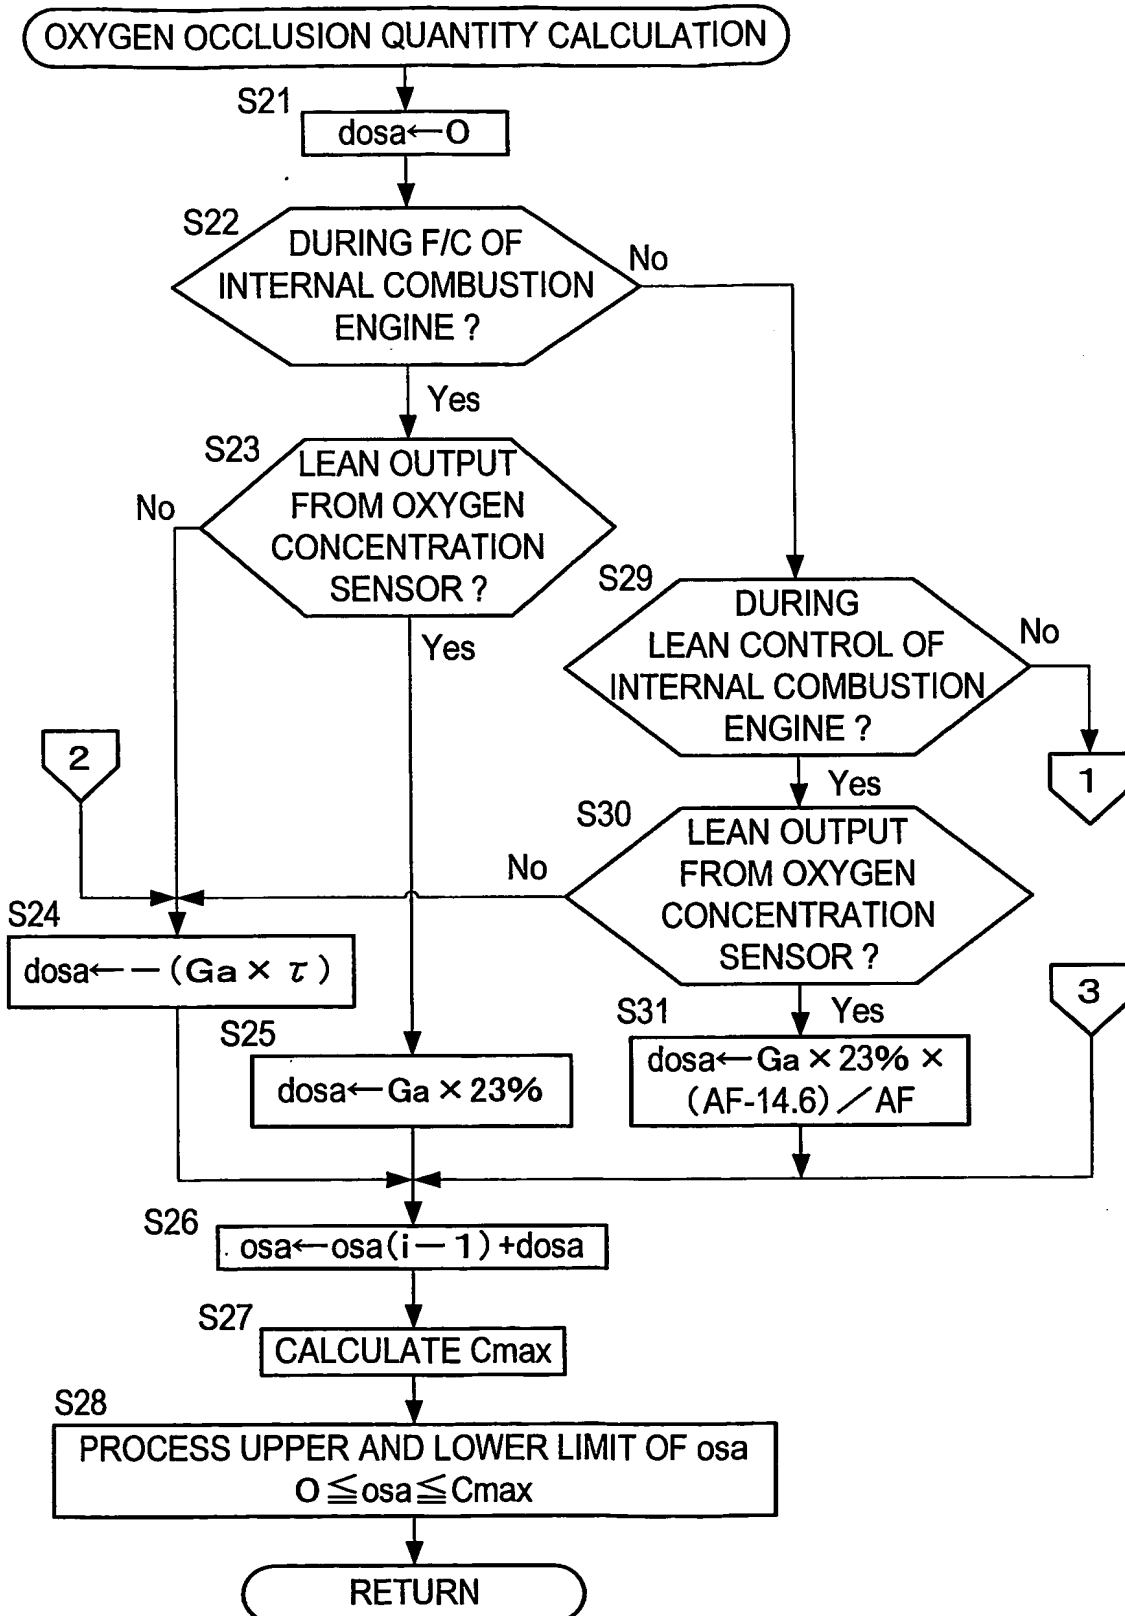 OXYGEN OCCLUSION QUANTITY CALCULATION
S21
dosa←O
S22
DURING F/C OF
INTERNAL COMBUSTION
ENGINE ?
No
Yes
S23
LEAN OUTPUT
FROM OXYGEN
CONCENTRATION
SENSOR ?
No
Yes
S29
DURING
LEAN CONTROL OF
INTERNAL COMBUSTION
ENGINE ?
No
Yes
2
1
S30
LEAN OUTPUT
FROM OXYGEN
CONCENTRATION
SENSOR ?
No
Yes
S24
dosa←−(Ga × τ)
3
S25
dosa←Ga × 23%
S31
dosa←Ga × 23% ×
(AF-14.6)/AF
S26
osa←osa(i−1)+dosa
S27
CALCULATE Cmax
S28
PROCESS UPPER AND LOWER LIMIT OF osa
O≦osa≦Cmax
RETURN